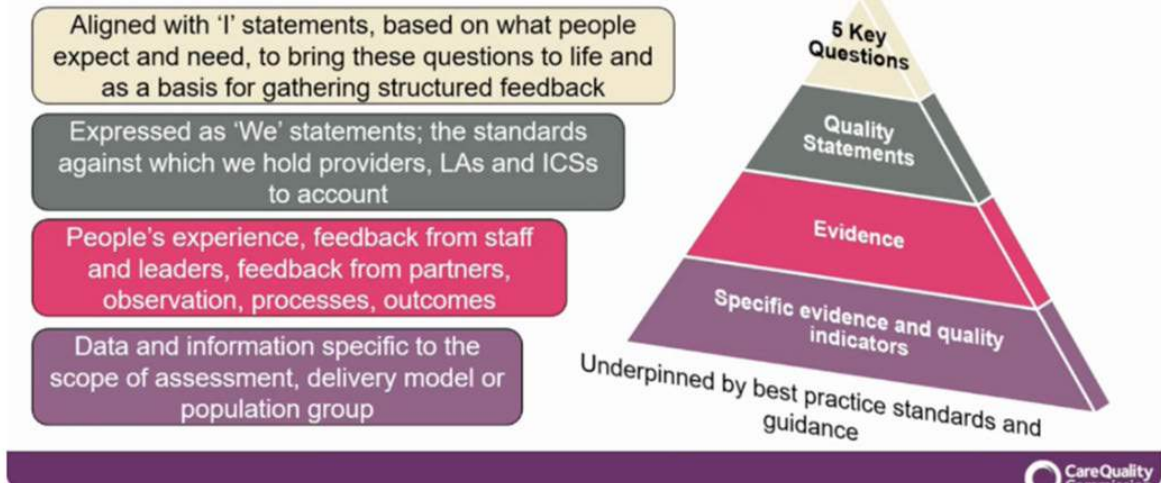 Aligned with 'I' statements, based on what people
expect and need, to bring these questions to life and
as a basis for gathering structured feedback
Expressed as 'We' statements; the standards
against which we hold providers, LAs and ICSs
to account
People's experience, feedback from staff
and leaders, feedback from partners,
observation, processes, outcomes
Data and information specific to the
scope of assessment, delivery model or
population group
5 Key
Questions
Quality
Statements
Evidence
Specific evidence and quality
indicators
Underpinned by best practice standards and
guidance
CareQuality